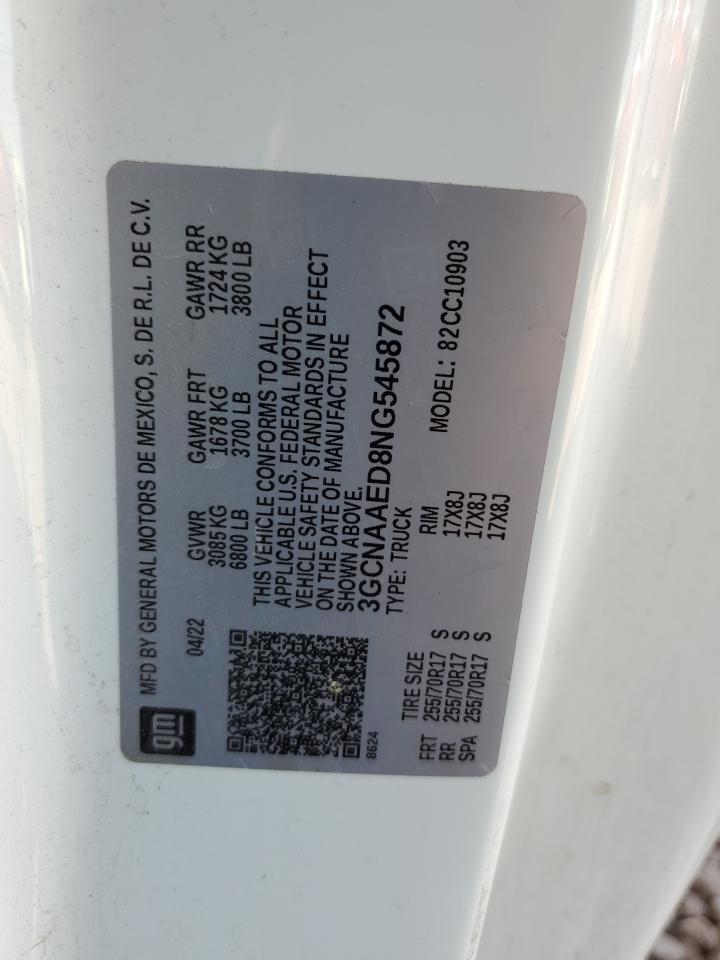 gm MFD BY GENERAL MOTORS DE MEXICO, S. DE R.L. DE C.V.
04/22 GVWR GAWR FRT GAWR RR
3085 KG 1678 KG 1724 KG
6800 LB 3700 LB 3800 LB
THIS VEHICLE CONFORMS TO ALL
APPLICABLE U.S. FEDERAL MOTOR
VEHICLE SAFETY STANDARDS IN EFFECT
ON THE DATE OF MANUFACTURE
SHOWN ABOVE.
3GCNAAED8NG545872
8624 TYPE: TRUCK MODEL: 82CC10903
TIRE SIZE RIM
FRT 255/70R17 S 17X8J
RR 255/70R17 S 17X8J
SPA 255/70R17 S 17X8J